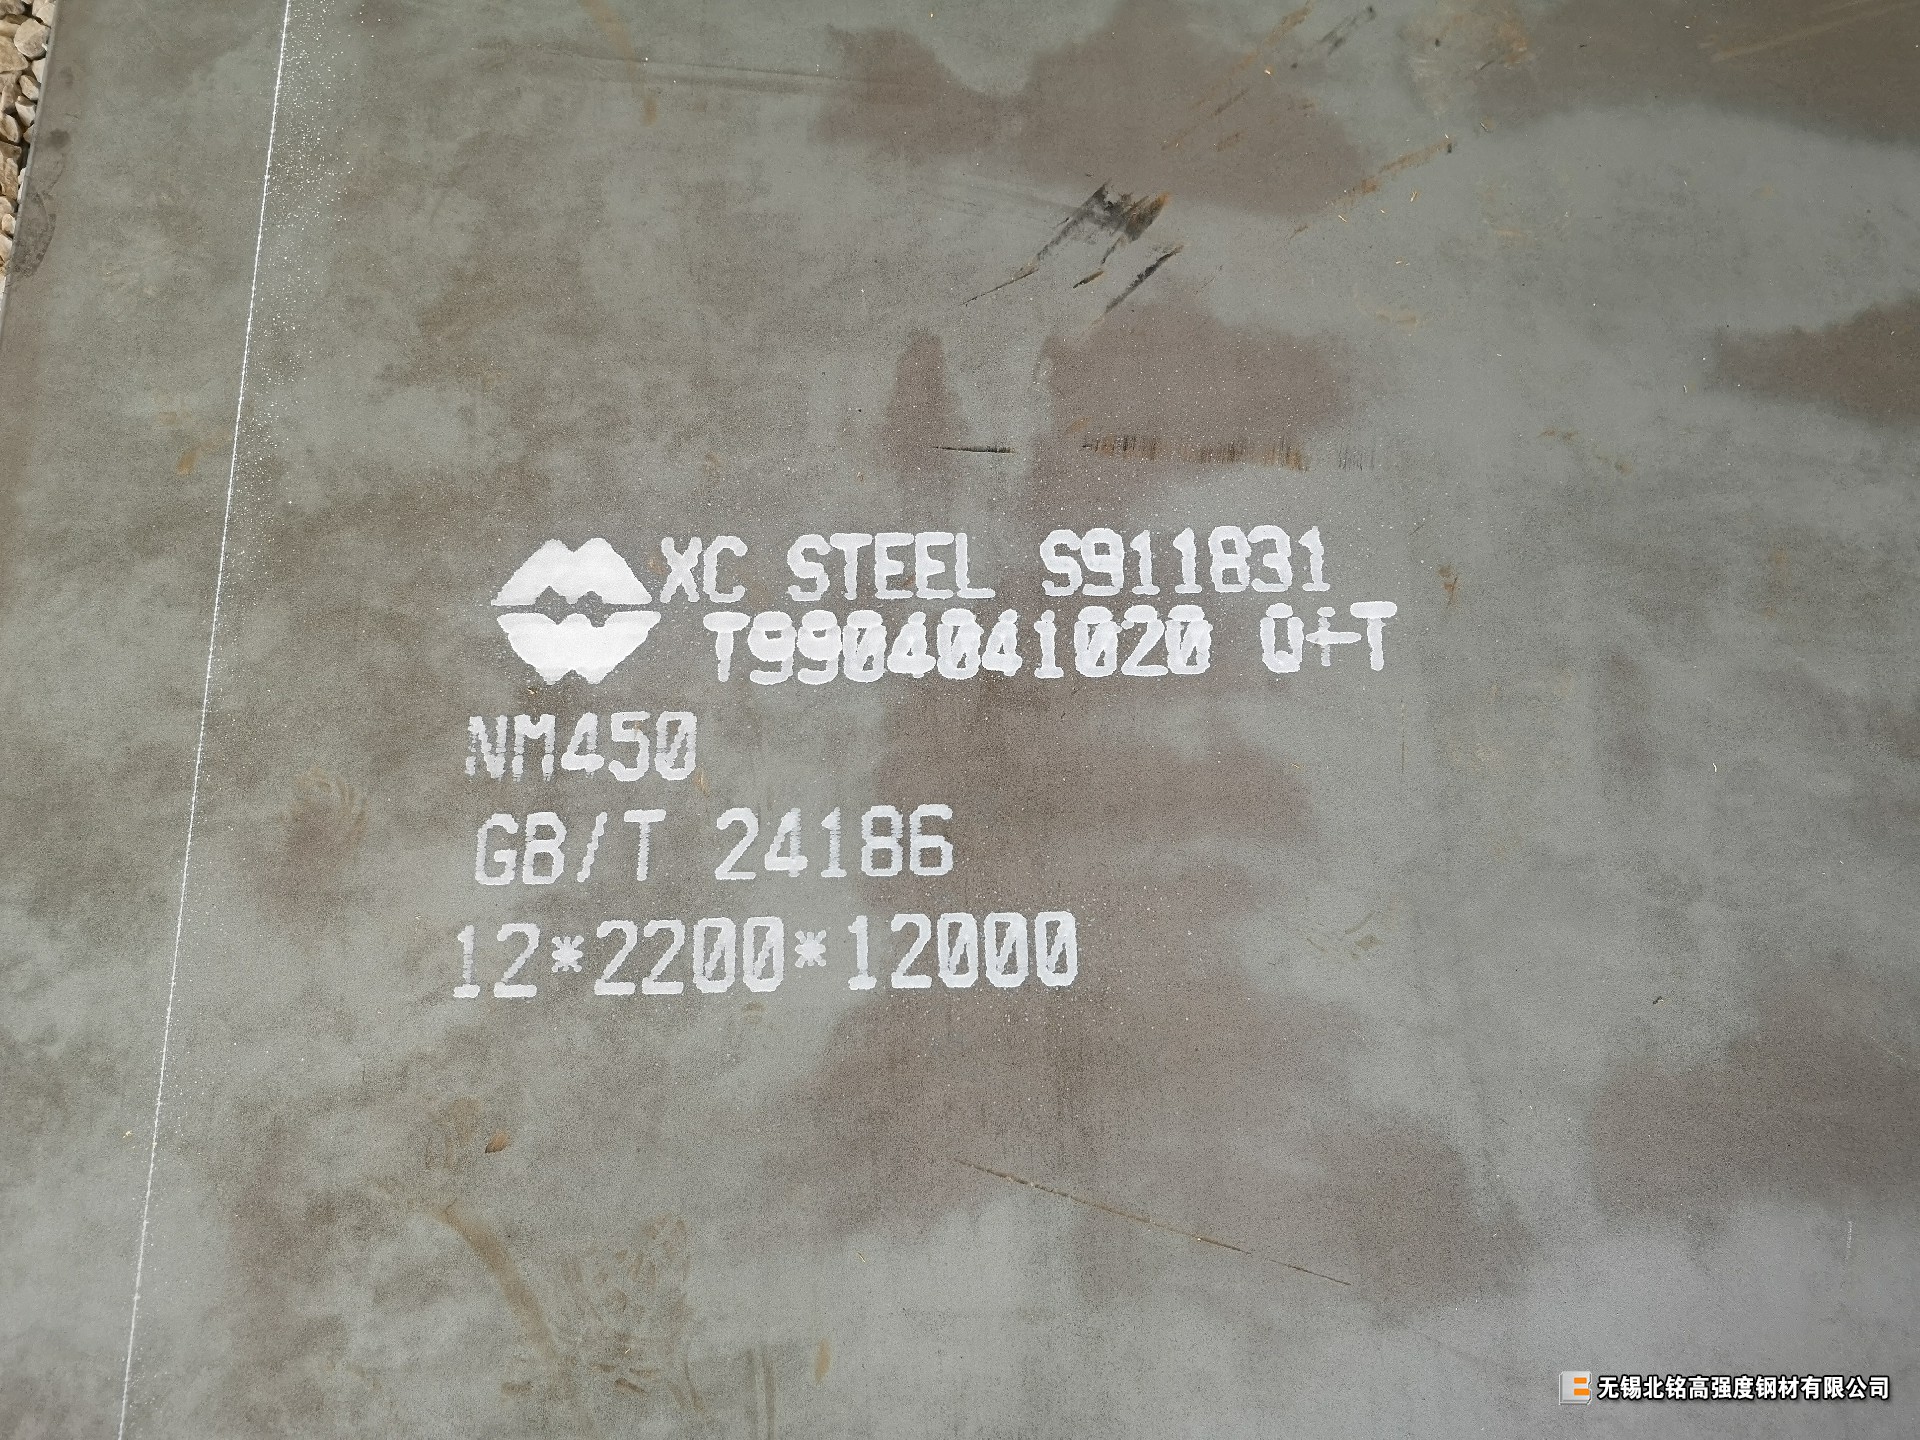 XC STEEL S911831
T9904041020 Q+T
NM450
GB/T 24186
12*2200*12000
无锡北铭高强度钢材有限公司